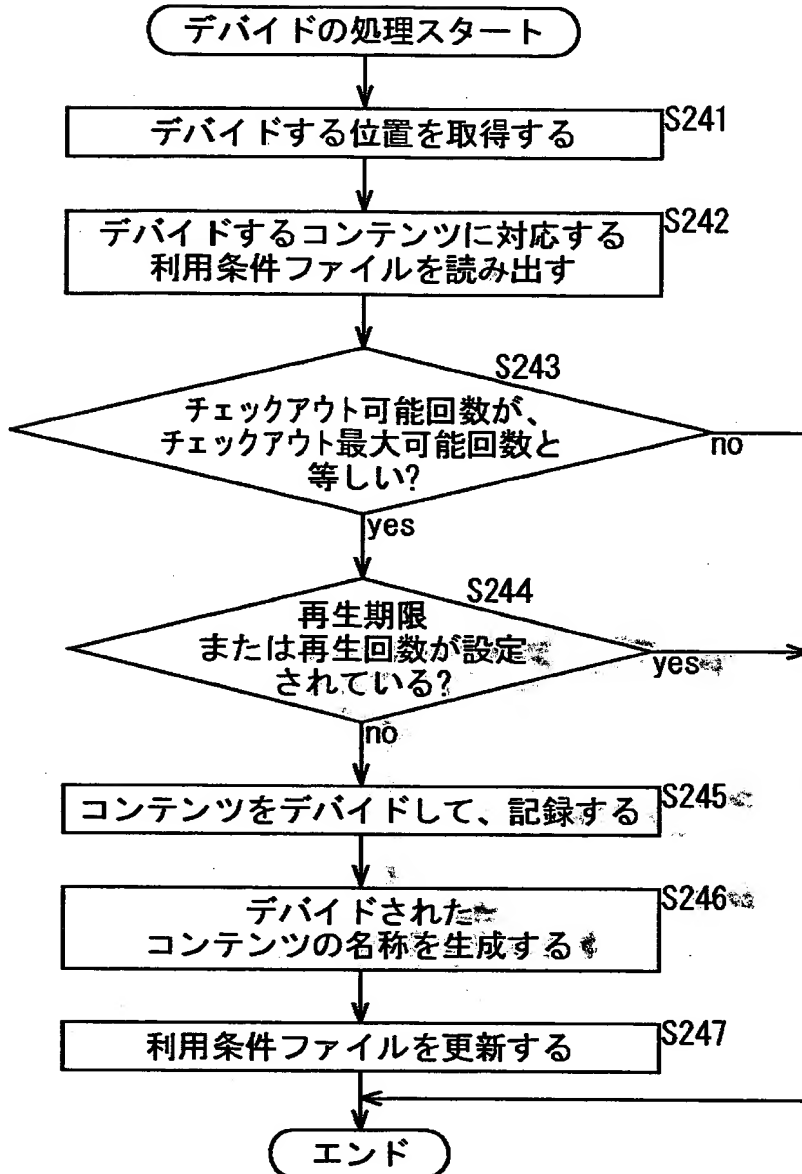 デバイドの処理スタート
デバイドする位置を取得する
S241
デバイドするコンテンツに対応する
利用条件ファイルを読み出す
S242
S243
チェックアウト可能回数が、
チェックアウト最大可能回数と
等しい?
no
yes
S244
再生期限
または再生回数が設定
されている?
yes
no
コンテンツをデバイドして、記録する
S245
デバイドされた
コンテンツの名称を生成する
S246
利用条件ファイルを更新する
S247
エンド